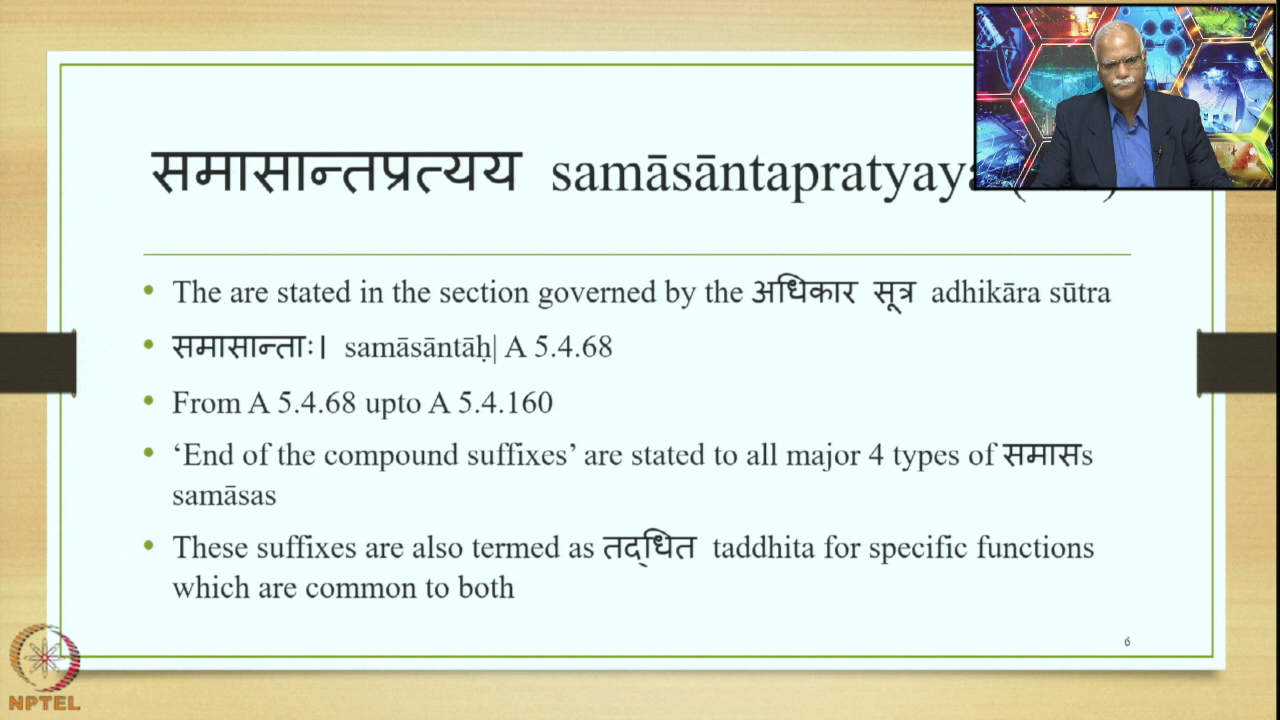 समासान्तप्रत्यय samāsāntapratyaya
• The are stated in the section governed by the अधिकार सूत्र adhikāra sūtra
• समासान्ताः। samāsāntāḥ| A 5.4.68
• From A 5.4.68 upto A 5.4.160
• ‘End of the compound suffixes’ are stated to all major 4 types of समासs
samāsas
• These suffixes are also termed as तद्धित taddhita for specific functions
which are common to both
6
NPTEL